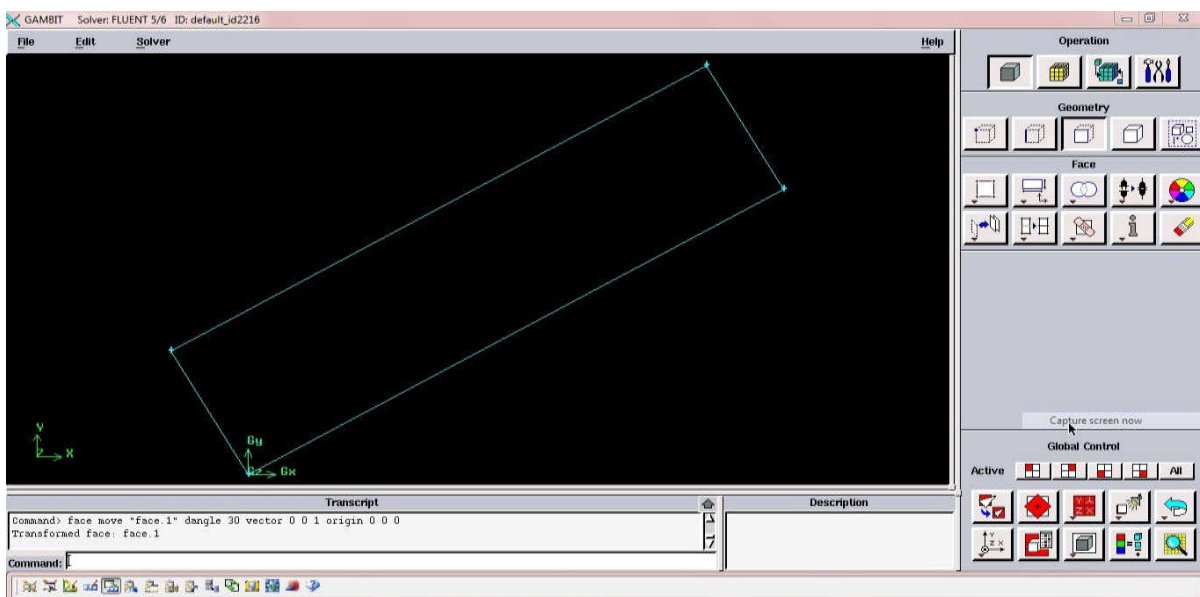 GAMBIT Solver: FLUENT 5/6 ID: default_id2216
File Edit Solver Help
Operation
Geometry
Face
Y
Z X
Gy
Gz Gx
Capture screen now
Global Control
Active All
Transcript
Description
Command> face move "face.1" dangle 30 vector 0 0 1 origin 0 0 0
Transformed face: face.1
Command: